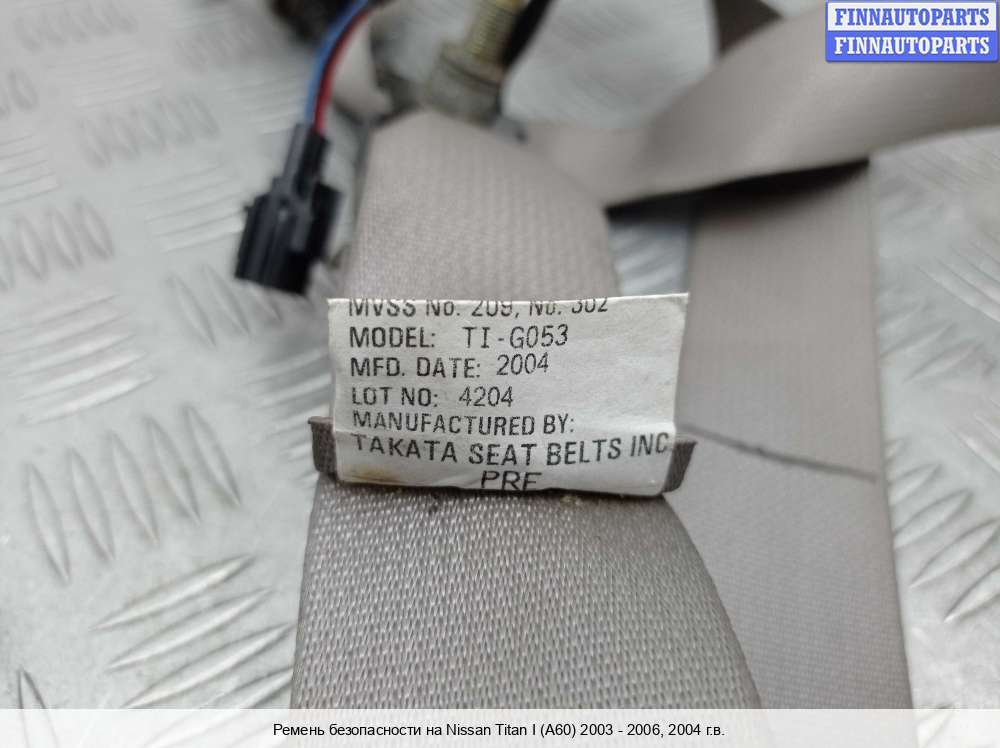 FINNAUTOPARTS
FINNAUTOPARTS
MVSS No. 209, No. 302
MODEL: TI-G053
MFD. DATE: 2004
LOT NO: 4204
MANUFACTURED BY:
TAKATA SEAT BELTS INC
PRF
Ремень безопасности на Nissan Titan I (A60) 2003 - 2006, 2004 г.в.